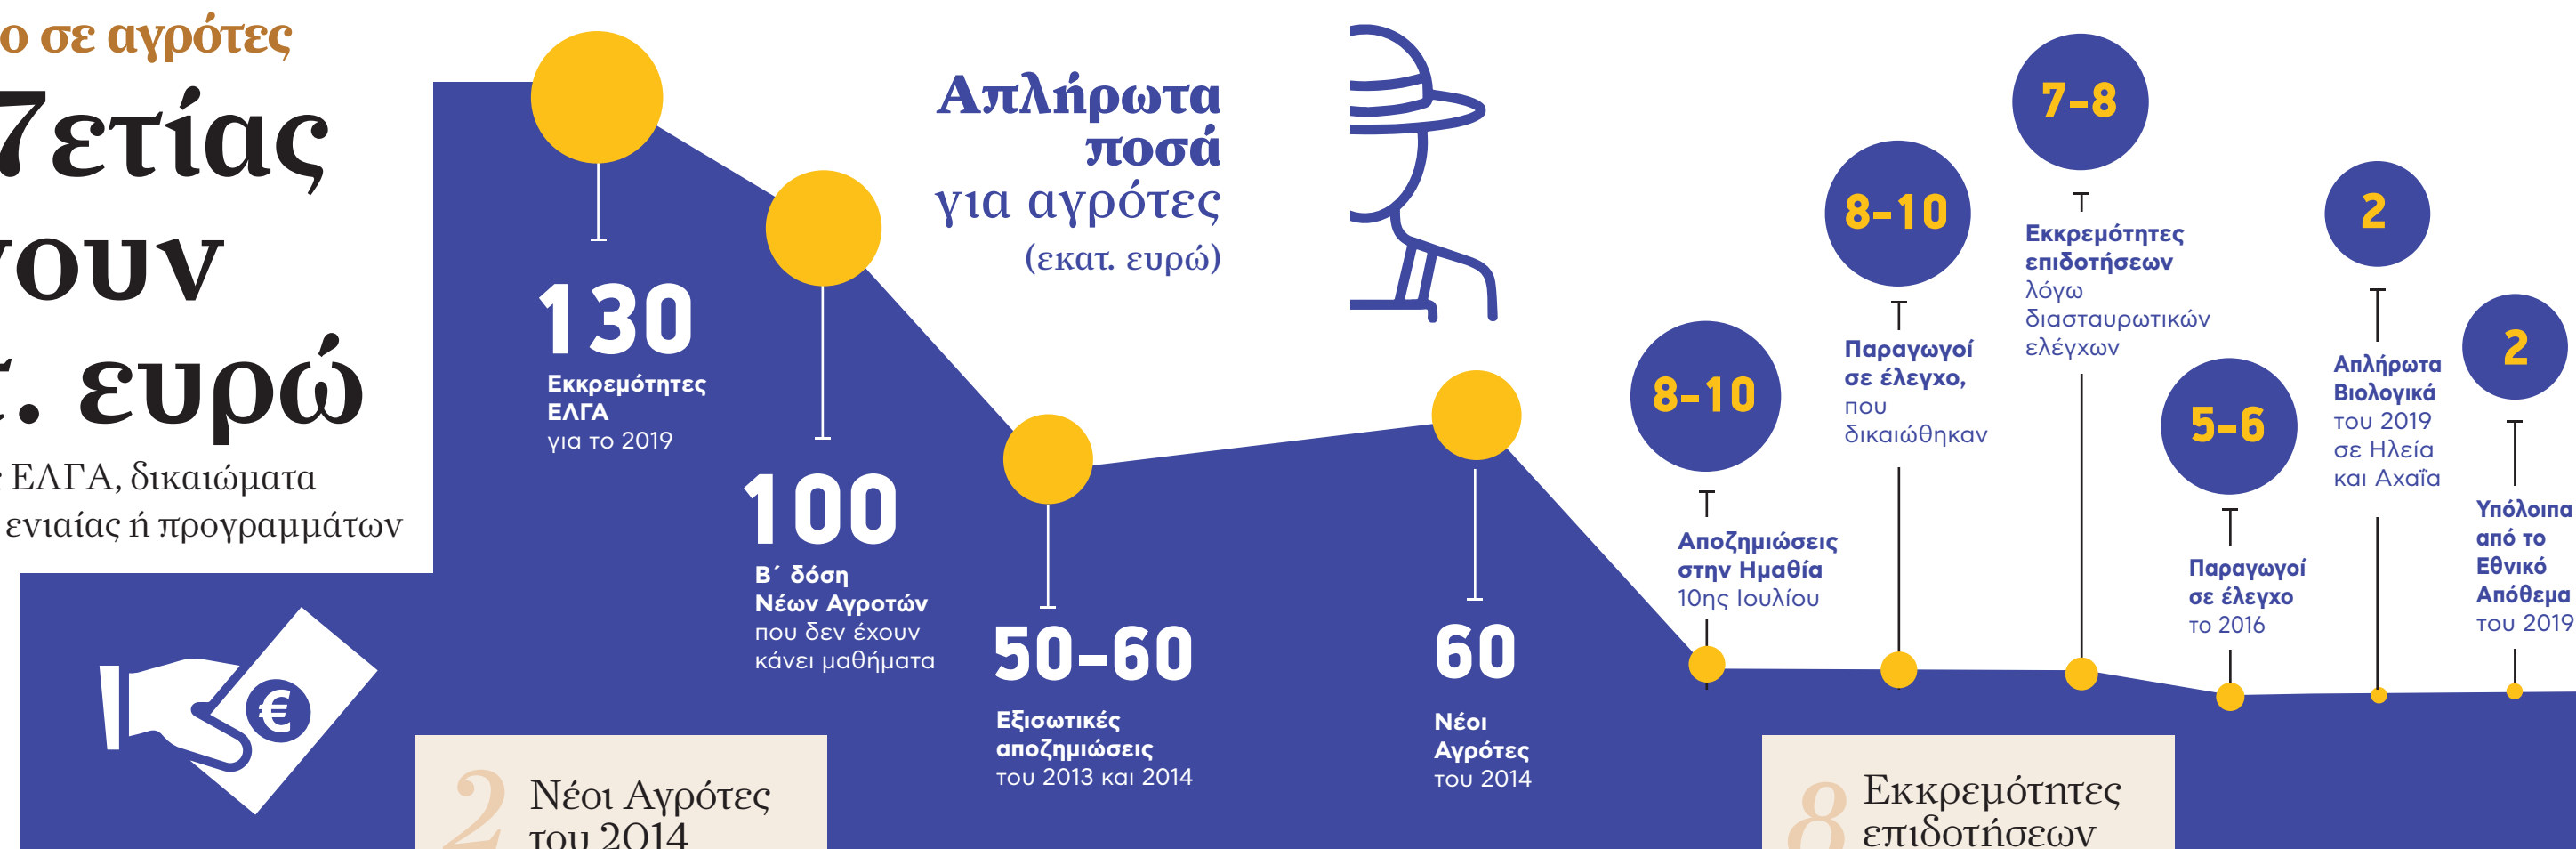 σε αγρότες
7ετίας
ευρώ
ΕΛΓΑ, δικαιώματα
ενιαίας ή προγραμμάτων
Απλήρωτα
ποσά
για αγρότες
(εκατ. ευρώ)
130
Εκκρεμότητες
ΕΛΓΑ
για το 2019
100
Β΄ δόση
Νέων Αγροτών
που δεν έχουν
κάνει μαθήματα
50-60
Εξισωτικές
αποζημιώσεις
του 2013 και 2014
60
Νέοι
Αγρότες
του 2014
8-10
Αποζημιώσεις
στην Ημαθία
10ης Ιουλίου
8-10
Παραγωγοί
σε έλεγχο,
που
δικαιώθηκαν
7-8
Εκκρεμότητες
επιδοτήσεων
λόγω
διασταυρωτικών
ελέγχων
5-6
Παραγωγοί
σε έλεγχο
το 2016
2
Απλήρωτα
Βιολογικά
του 2019
σε Ηλεία
και Αχαΐα
2
Υπόλοιπα
από το
Εθνικό
Απόθεμα
του 2019
€
2
Νέοι Αγρότες
του 2014
8
Εκκρεμότητες
επιδοτήσεων